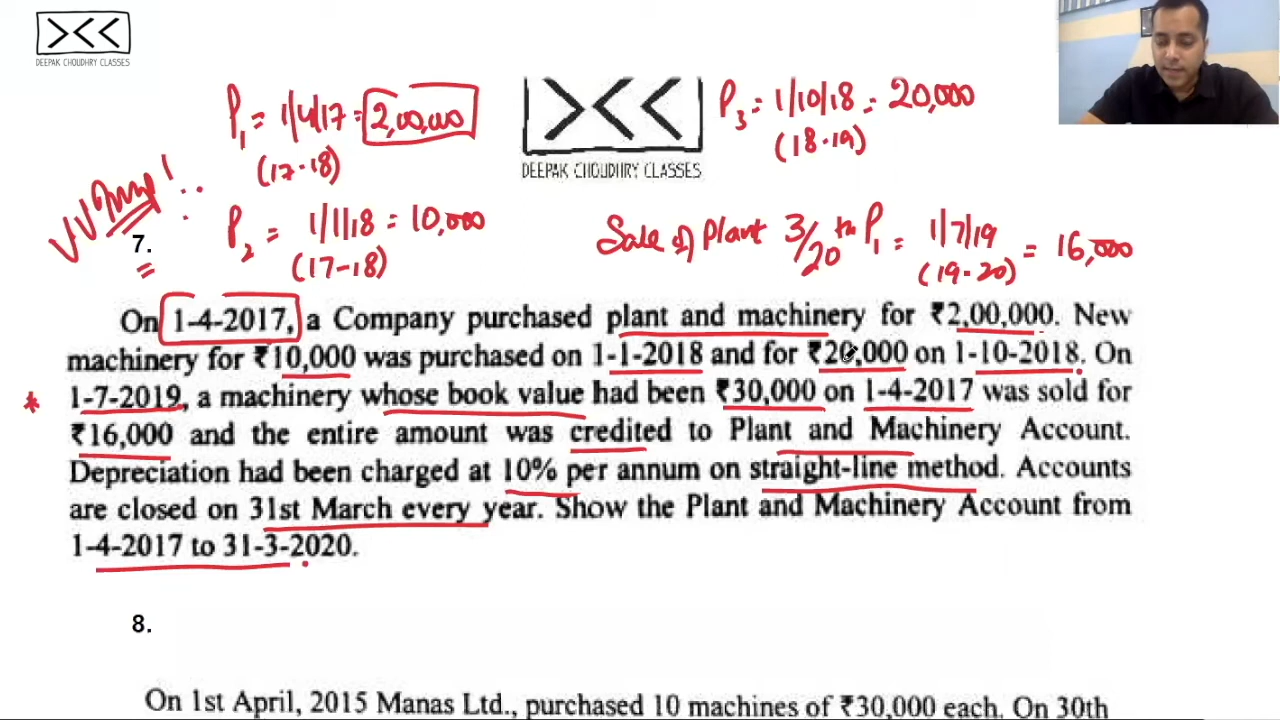 DEEPAK CHOUDHRY CLASSES
P1 = 1/4/17 = 2,00,000
(17-18)
DEEPAK CHOUDHRY CLASSES
P3 = 1/10/18 = 20,000
(18-19)
VV Imp!
P2 = 1/1/18 = 10,000
(17-18)
Sale of Plant 3/20th P1 = 1/7/19 = 16,000
(19-20)
7.
On 1-4-2017, a Company purchased plant and machinery for ₹2,00,000. New
machinery for ₹10,000 was purchased on 1-1-2018 and for ₹20,000 on 1-10-2018. On
1-7-2019, a machinery whose book value had been ₹30,000 on 1-4-2017 was sold for
₹16,000 and the entire amount was credited to Plant and Machinery Account.
Depreciation had been charged at 10% per annum on straight-line method. Accounts
are closed on 31st March every year. Show the Plant and Machinery Account from
1-4-2017 to 31-3-2020.
8.
On 1st April, 2015 Manas Ltd., purchased 10 machines of ₹30,000 each. On 30th